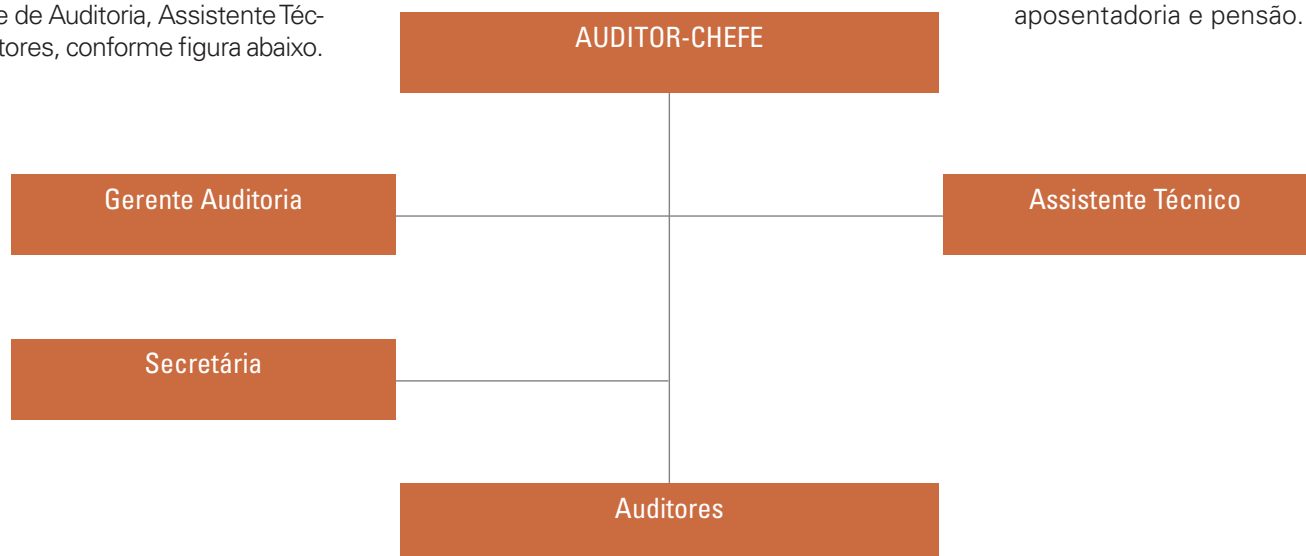 e de Auditoria, Assistente Téc-
tores, conforme figura abaixo.
aposentadoria e pensão.
AUDITOR-CHEFE
Gerente Auditoria
Assistente Técnico
Secretária
Auditores